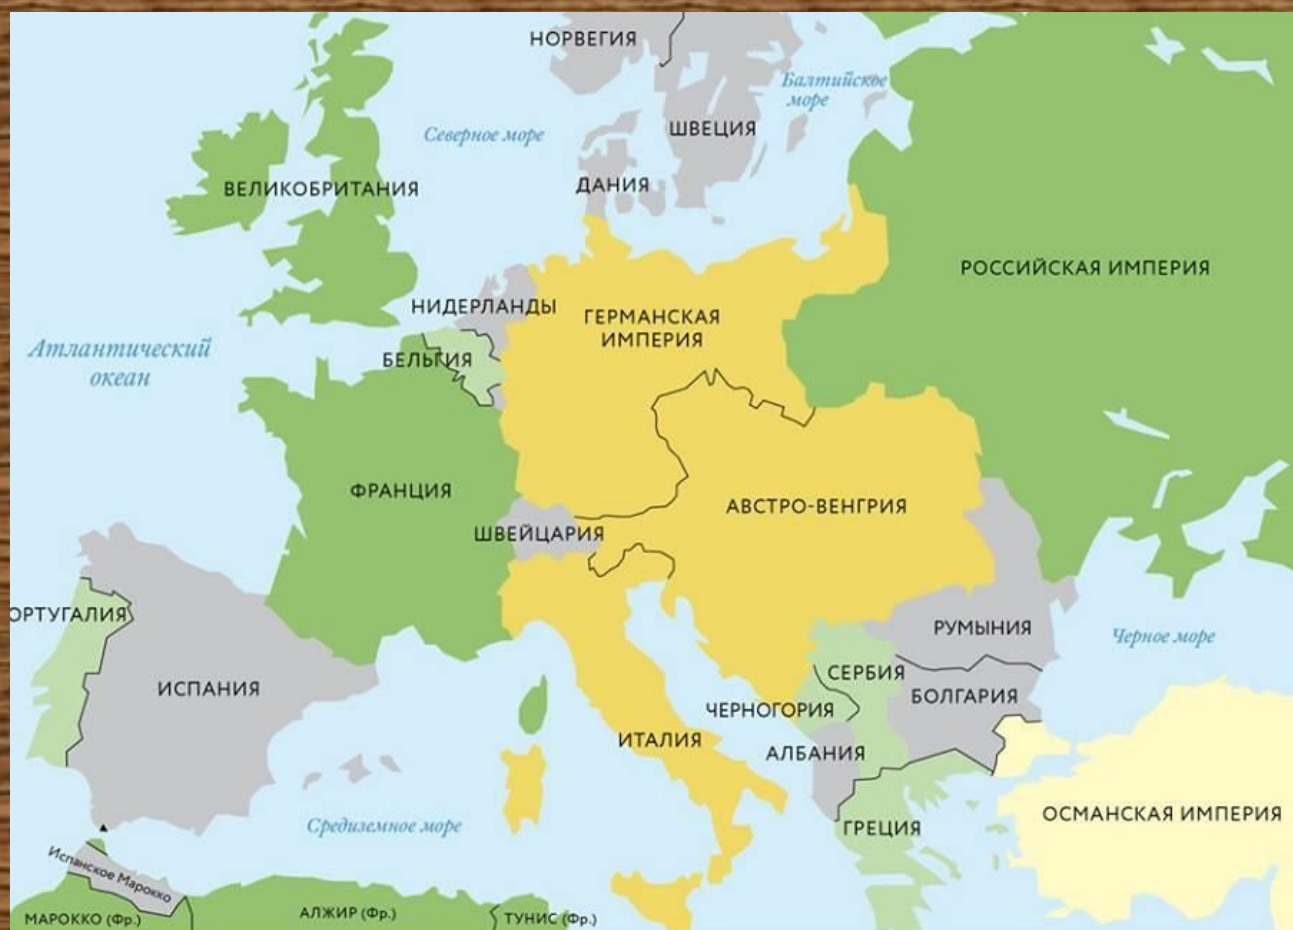 НОРВЕГИЯ
Балтийское
море
Северное море
ШВЕЦИЯ
ДАНИЯ
ВЕЛИКОБРИТАНИЯ
РОССИЙСКАЯ ИМПЕРИЯ
НИДЕРЛАНДЫ
ГЕРМАНСКАЯ
ИМПЕРИЯ
Атлантический
океан
БЕЛЬГИЯ
ФРАНЦИЯ
АВСТРО-ВЕНГРИЯ
ШВЕЙЦАРИЯ
ОРТУГАЛИЯ
РУМЫНИЯ
Черное море
СЕРБИЯ
ИСПАНИЯ
БОЛГАРИЯ
ЧЕРНОГОРИЯ
ИТАЛИЯ
АЛБАНИЯ
ОСМАНСКАЯ ИМПЕРИЯ
Средиземное море
ГРЕЦИЯ
Испанское Марокко
МАРОККО (Фр.)
АЛЖИР (Фр.)
ТУНИС (Фр.)